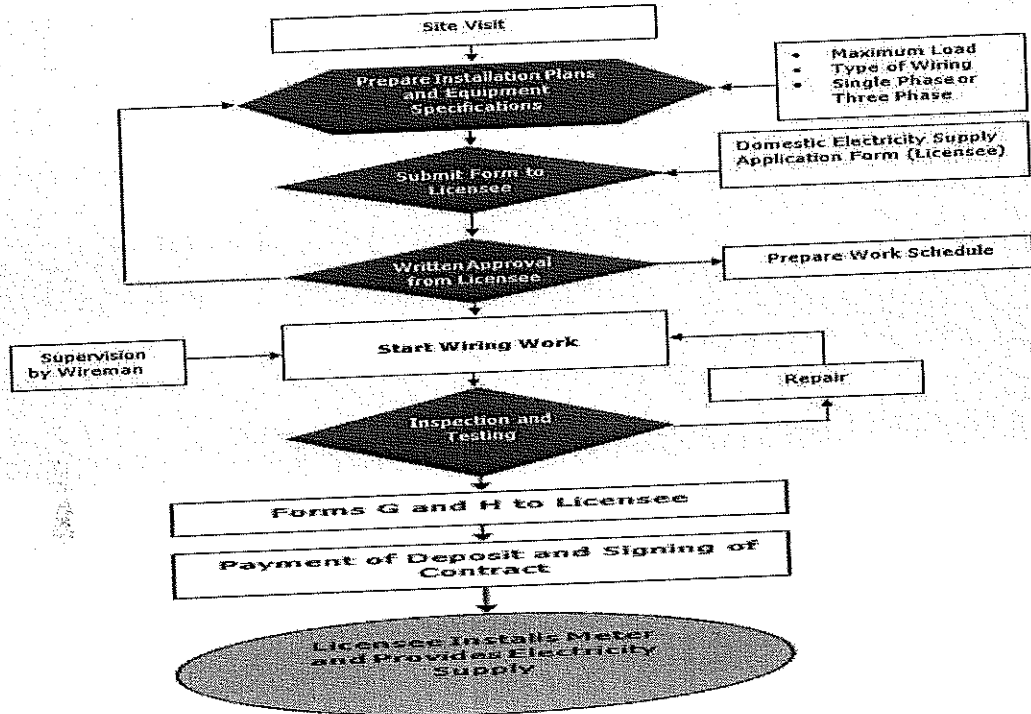 Site Visit
Prepare Installation Plans
and Equipment
Specifications
• Maximum Load
• Type of Wiring
• Single Phase or
Three Phase
Domestic Electricity Supply
Application Form (Licensee)
Submit Form to
Licensee
Written Approval
from Licensee
Prepare Work Schedule
Supervision
by Wireman
Start Wiring Work
Repair
Inspection and
Testing
Forms G and H to Licensee
Payment of Deposit and Signing of
Contract
Licensee Installs Meter
and Provides Electricity
Supply